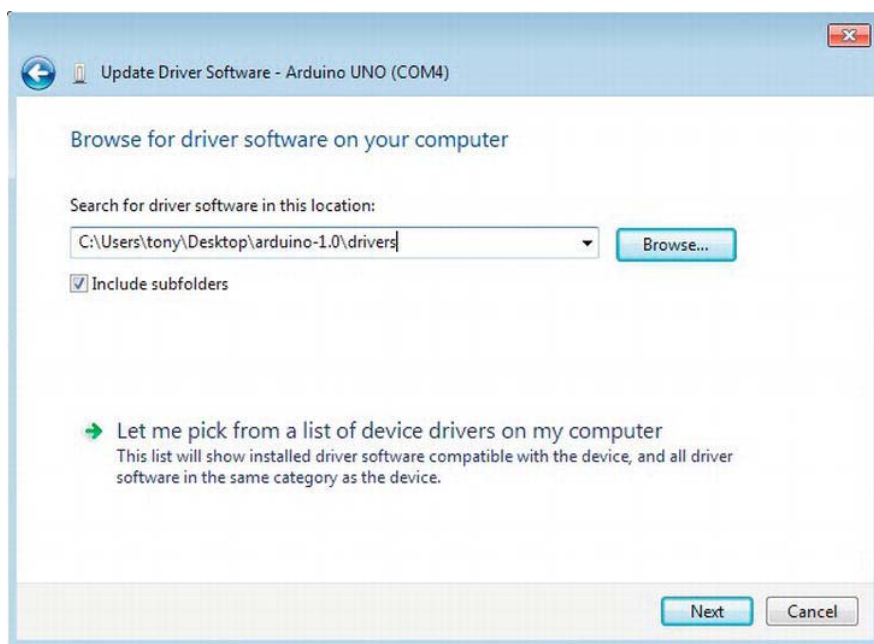 Update Driver Software - Arduino UNO (COM4)
Browse for driver software on your computer
Search for driver software in this location:
C:\Users\tony\Desktop\arduino-1.0\drivers
Browse...
Include subfolders
Let me pick from a list of device drivers on my computer
This list will show installed driver software compatible with the device, and all driver
software in the same category as the device.
Next
Cancel